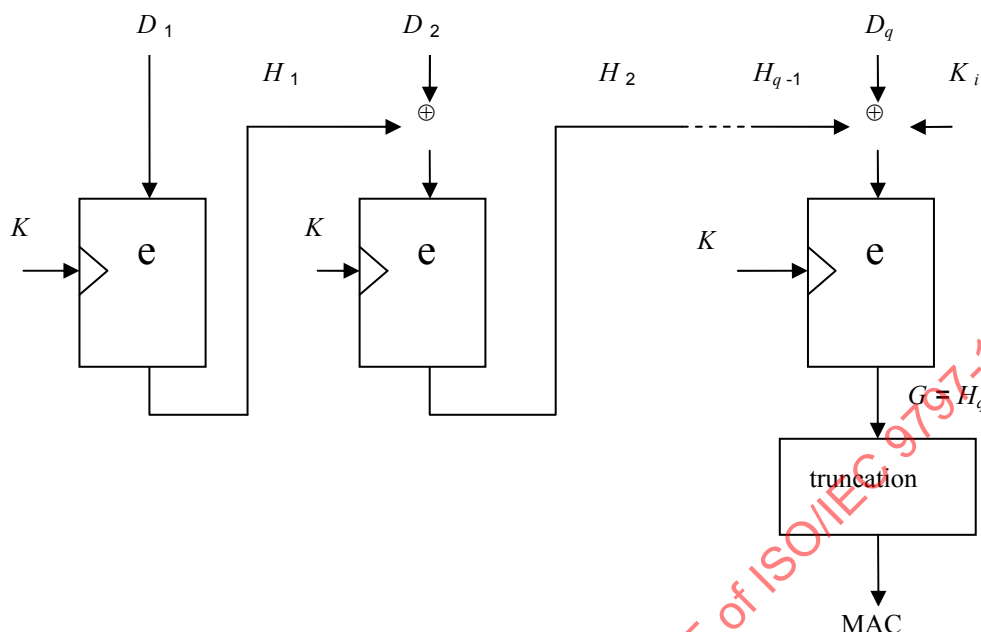 D 1 D 2 D q
H 1 H 2 H q-1 K i
⊕ ⊕
K e K e K e
G = H q
truncation
MAC
of ISO/IEC 9797-